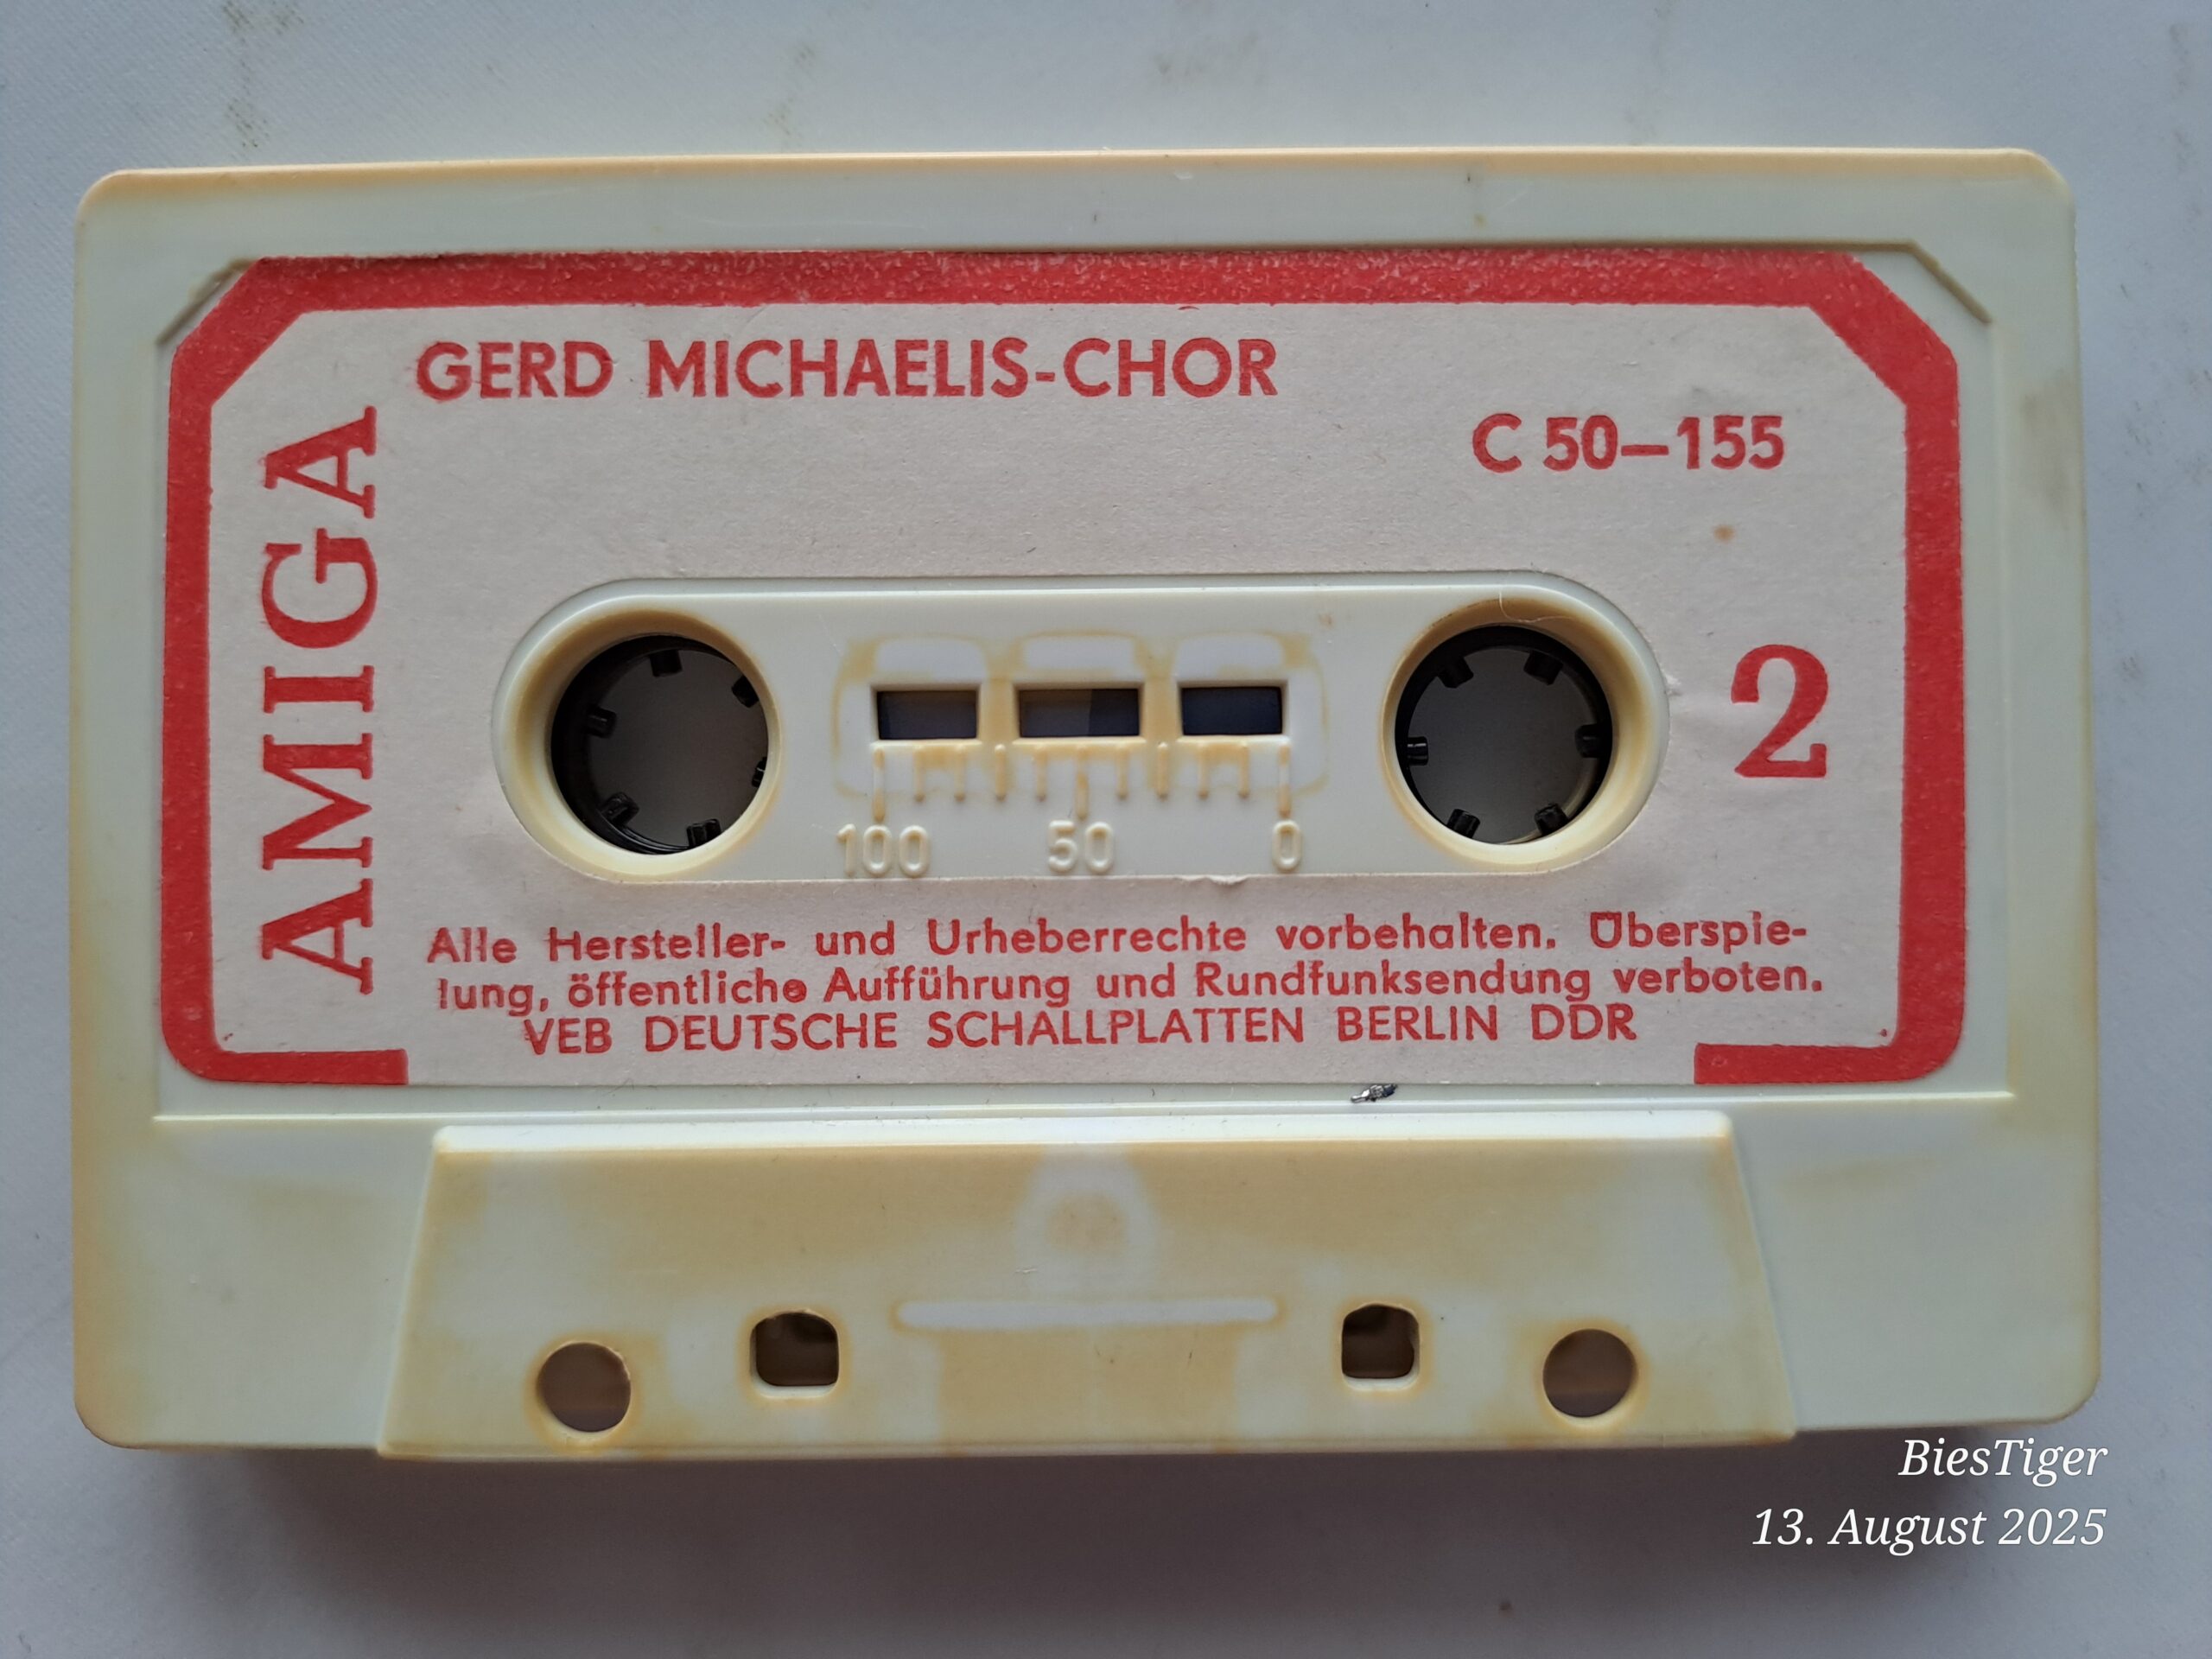 GERD MICHAELIS-CHOR
C 50–155
AMIGA
2
100 50 0
Alle Hersteller- und Urheberrechte vorbehalten. Überspie-
lung, öffentliche Aufführung und Rundfunksendung verboten.
VEB DEUTSCHE SCHALLPLATTEN BERLIN DDR
BiesTiger
13. August 2025